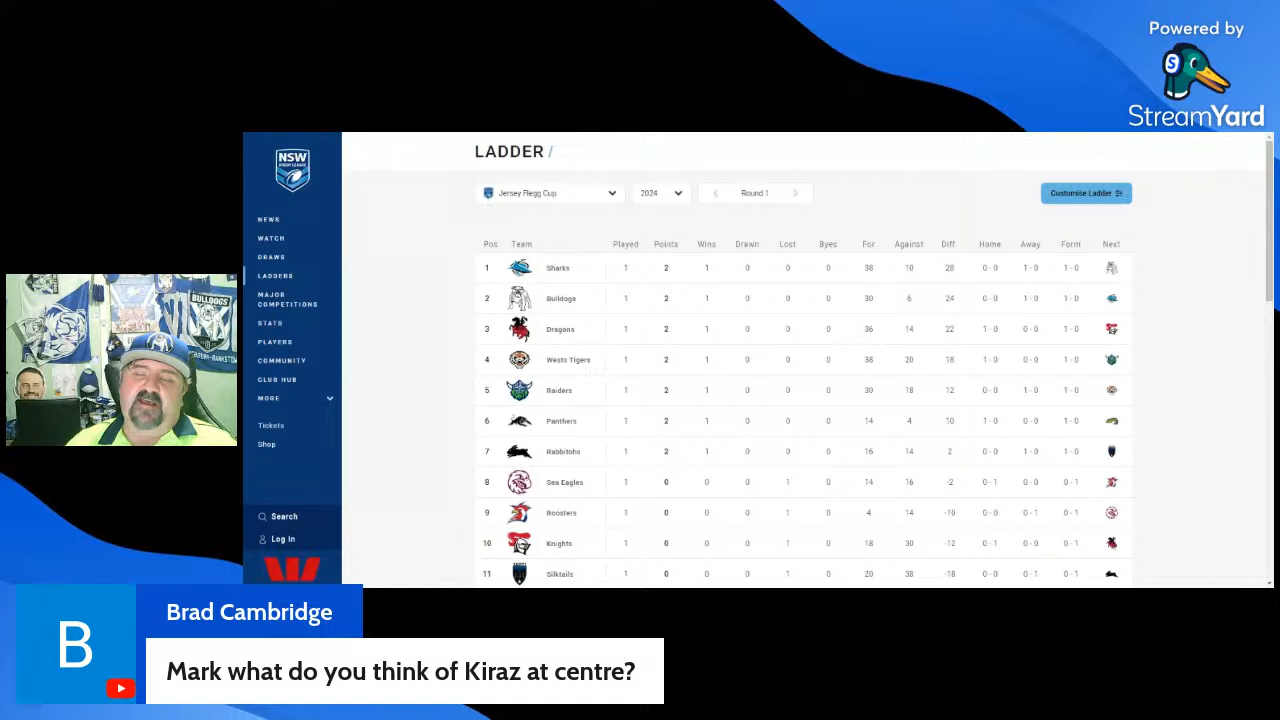 Powered by
StreamYard
NSW
RUGBY LEAGUE
NEWS
WATCH
DRAWS
LADDERS
MAJOR
COMPETITIONS
STATS
PLAYERS
COMMUNITY
CLUB HUB
MORE
Tickets
Shop
Search
Log In
LADDER /
Jersey Flegg Cup 2024 Round 1 Customise Ladder
Pos Team Played Points Wins Drawn Lost Byes For Against Diff Home Away Form Next
1 Sharks 1 2 1 0 0 0 38 10 28 0 - 0 1 - 0 1 - 0
2 Bulldogs 1 2 1 0 0 0 30 6 24 0 - 0 1 - 0 1 - 0
3 Dragons 1 2 1 0 0 0 36 14 22 1 - 0 0 - 0 1 - 0
4 Wests Tigers 1 2 1 0 0 0 38 20 18 1 - 0 0 - 0 1 - 0
5 Raiders 1 2 1 0 0 0 30 18 12 1 - 0 0 - 0 1 - 0
6 Panthers 1 2 1 0 0 0 14 4 10 1 - 0 0 - 0 1 - 0
7 Rabbitohs 1 2 1 0 0 0 16 14 2 0 - 0 1 - 0 1 - 0
8 Sea Eagles 1 0 0 0 1 0 14 16 -2 0 - 1 0 - 0 0 - 1
9 Roosters 1 0 0 0 1 0 4 14 -10 0 - 0 0 - 1 0 - 1
10 Knights 1 0 0 0 1 0 18 30 -12 0 - 1 0 - 0 0 - 1
11 Silktails 1 0 0 0 1 0 20 38 -18 0 - 0 0 - 1 0 - 1
BULLDOGS
B
Brad Cambridge
Mark what do you think of Kiraz at centre?